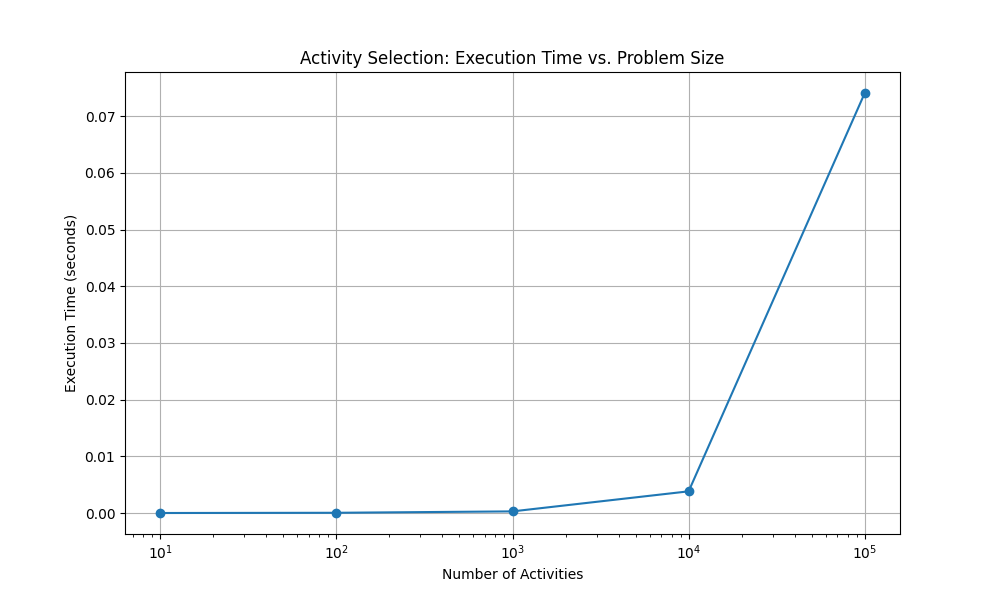 Activity Selection: Execution Time vs. Problem Size
Execution Time (seconds)
0.07
0.06
0.05
0.04
0.03
0.02
0.01
0.00
10¹ 10² 10³ 10⁴ 10⁵
Number of Activities